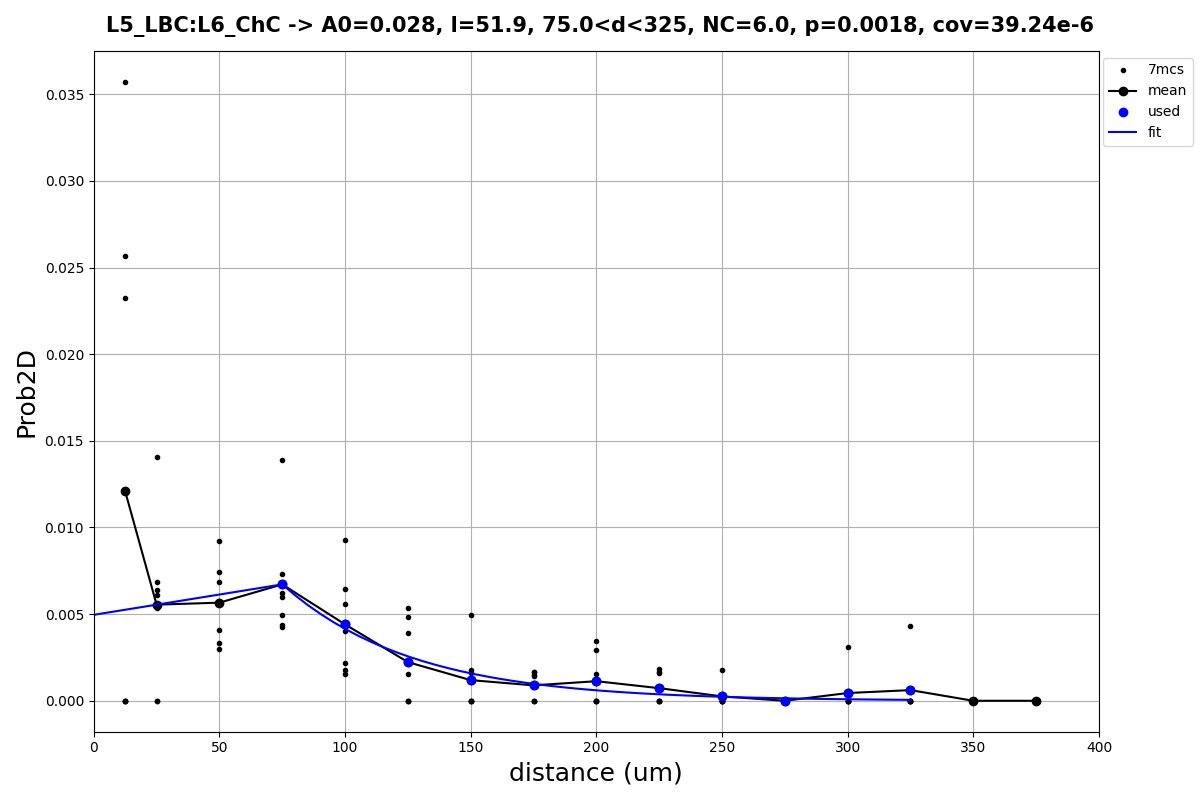 L5_LBC:L6_ChC -> A0=0.028, l=51.9, 75.0<d<325, NC=6.0, p=0.0018, cov=39.24e-6
7mcs
mean
used
fit
0.035
0.030
0.025
0.020
0.015
0.010
0.005
0.000
Prob2D
0 50 100 150 200 250 300 350 400
distance (um)